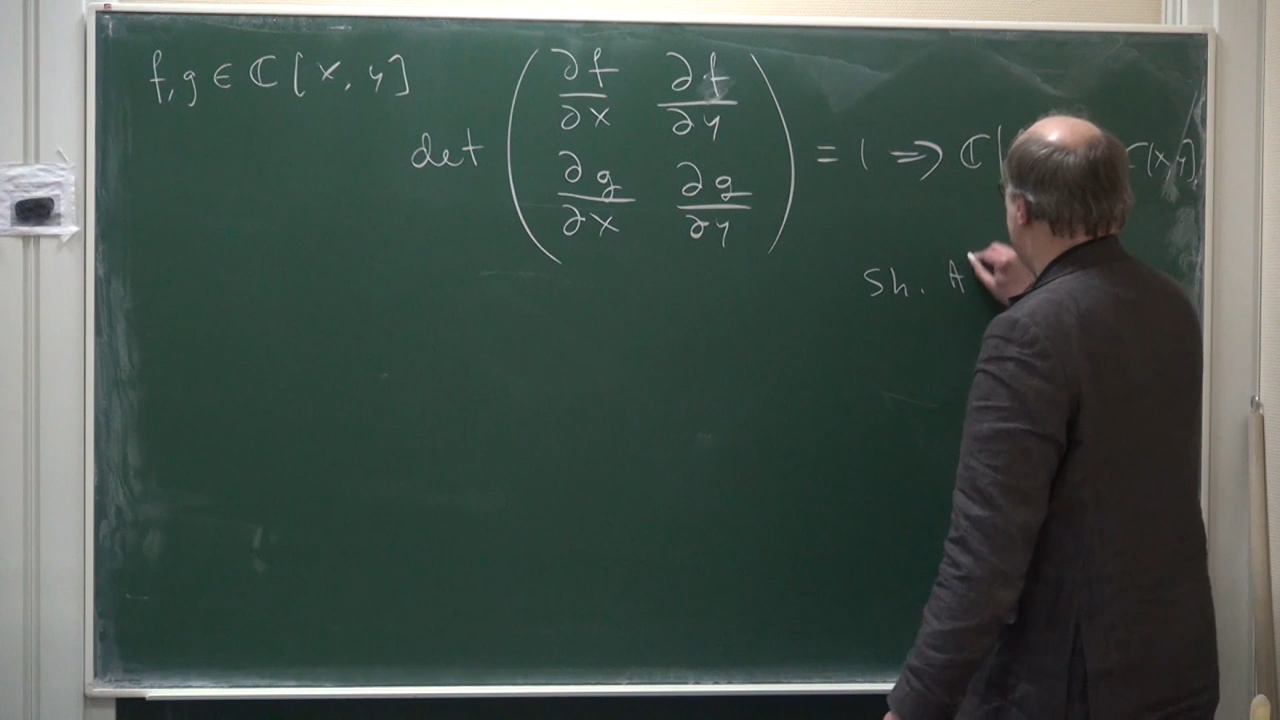 f, g ∈ ℂ[x, y]
det ( ∂f/∂x ∂f/∂y ; ∂g/∂x ∂g/∂y ) = 1 ⇒ ℂ[ ℂ[x,y]
Sh. A